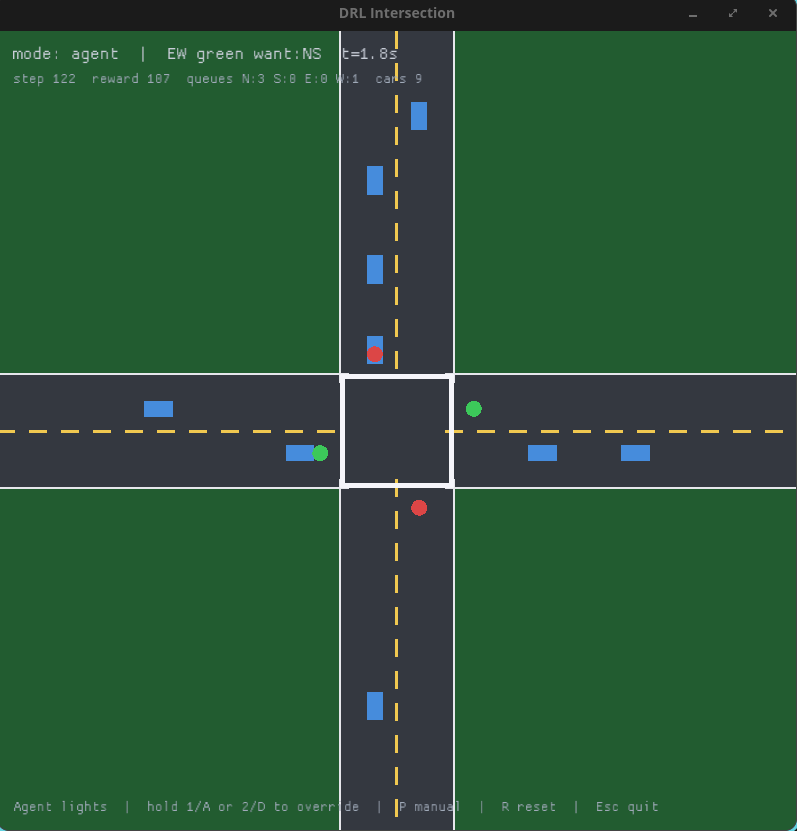 DRL Intersection
mode: agent | EW green want:NS t=1.8s
step 122 reward 107 queues N:3 S:0 E:0 W:1 cars 9
Agent lights | hold 1/A or 2/D to override | P manual | R reset | Esc quit